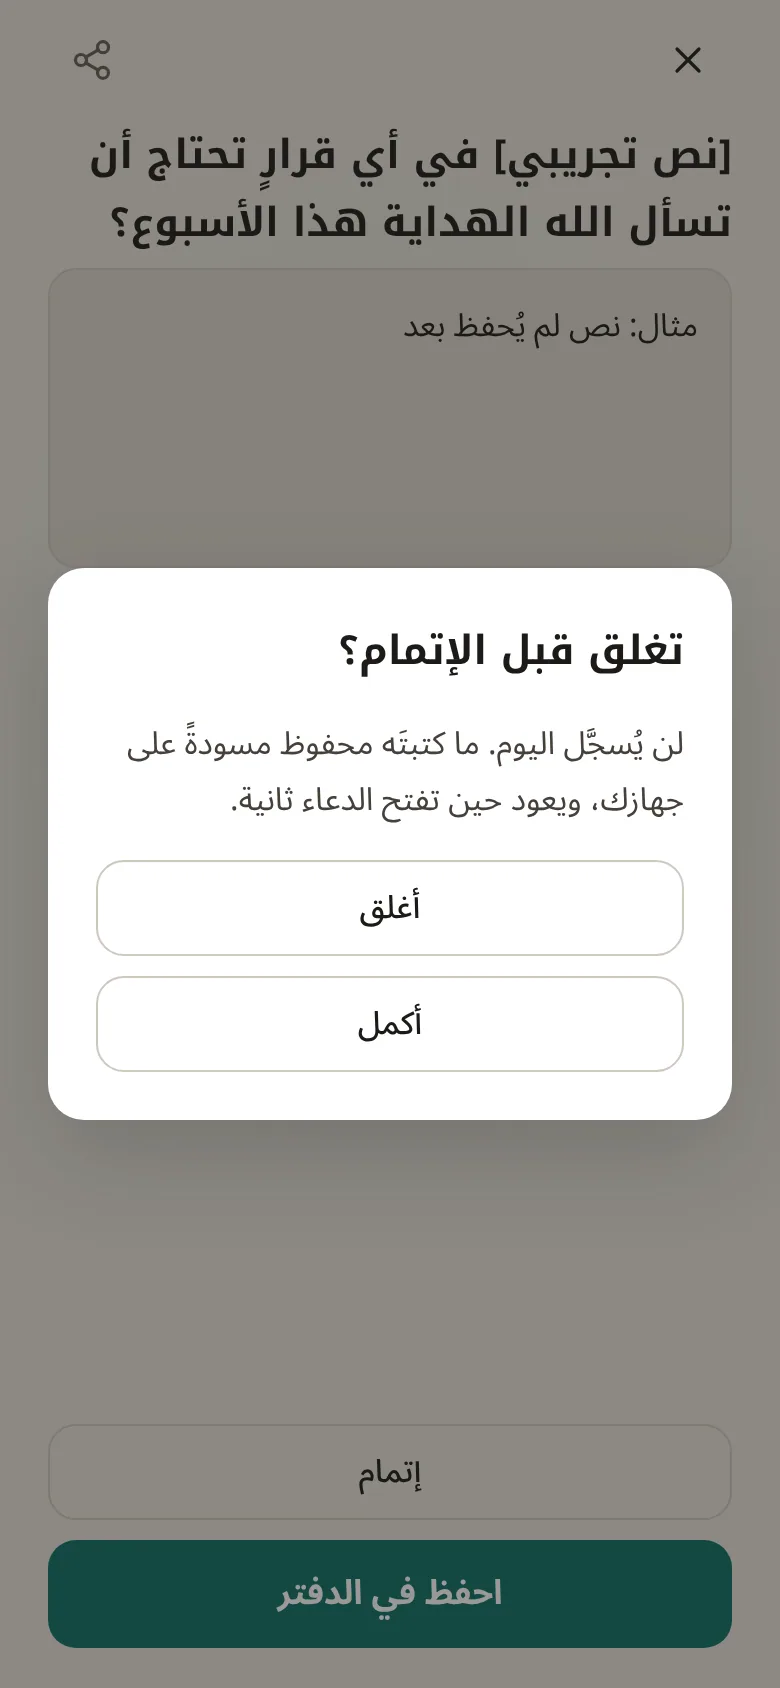 [نص تجريبي] في أي قرارٍ تحتاج أن
تسأل الله الهداية هذا الأسبوع؟
مثال: نص لم يُحفظ بعد
تغلق قبل الإتمام؟
لن يُسجَّل اليوم. ما كتبتَه محفوظ مسودةً على
جهازك، ويعود حين تفتح الدعاء ثانية.
أغلق
أكمل
إتمام
احفظ في الدفتر